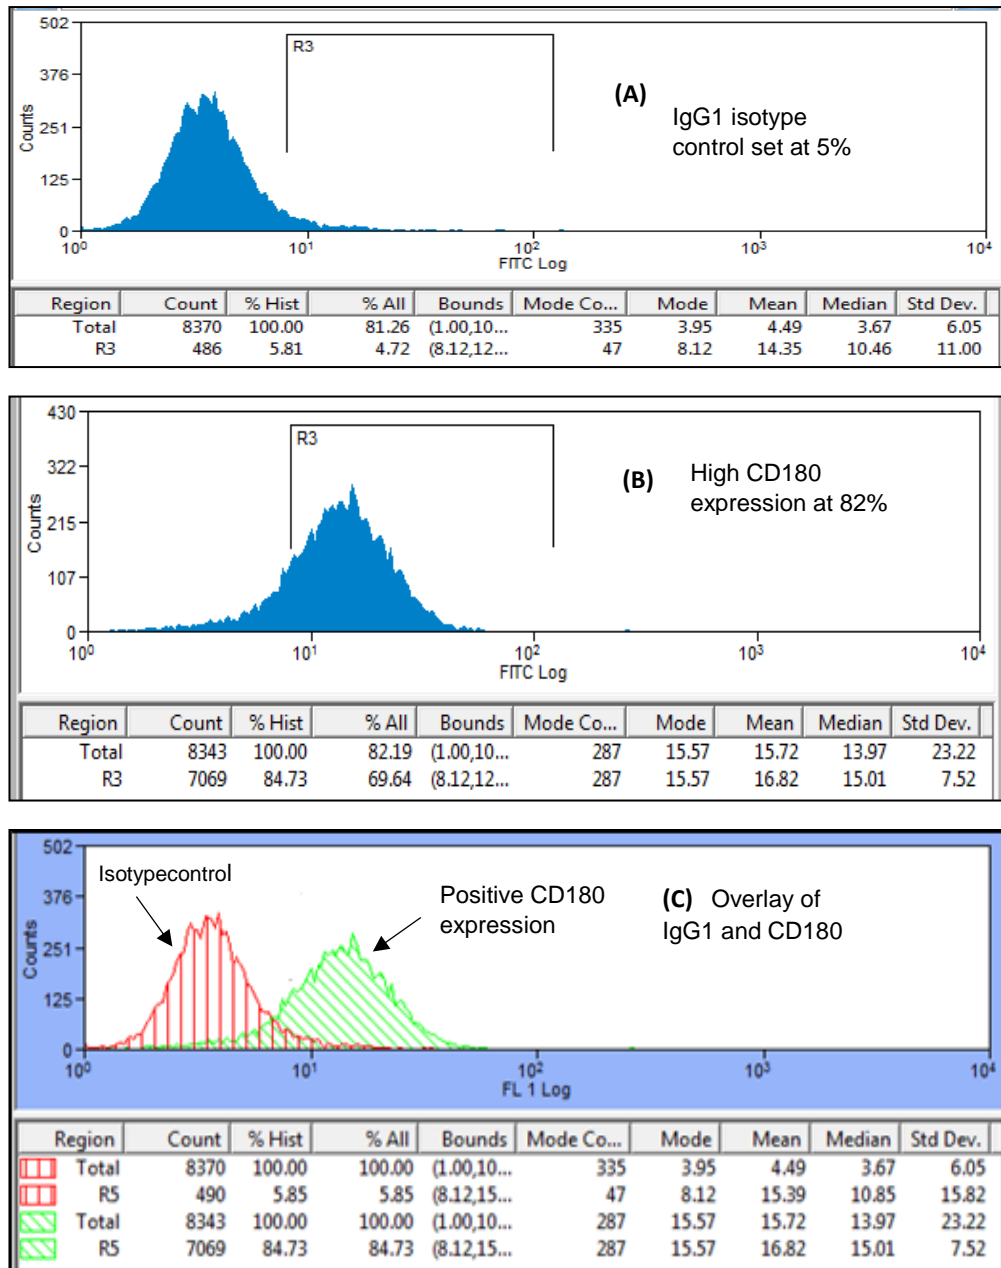 502
R3
376
(A)
IgG1 isotype
control set at 5%
Counts
251
125
0
10⁰ 10¹ 10² 10³ 10⁴
FITC Log
Region Count % Hist % All Bounds Mode Co... Mode Mean Median Std Dev.
Total 8370 100.00 81.26 (1.00,10... 335 3.95 4.49 3.67 6.05
R3 486 5.81 4.72 (8.12,12... 47 8.12 14.35 10.46 11.00
430
R3
322
(B)
High CD180
expression at 82%
Counts
215
107
0
10⁰ 10¹ 10² 10³ 10⁴
FITC Log
Region Count % Hist % All Bounds Mode Co... Mode Mean Median Std Dev.
Total 8343 100.00 82.19 (1.00,10... 287 15.57 15.72 13.97 23.22
R3 7069 84.73 69.64 (8.12,12... 287 15.57 16.82 15.01 7.52
502
Isotypecontrol
376
Positive CD180
expression
(C) Overlay of
IgG1 and CD180
Counts
251
125
0
10⁰ 10¹ 10² 10³ 10⁴
FL 1 Log
Region Count % Hist % All Bounds Mode Co... Mode Mean Median Std Dev.
Total 8370 100.00 100.00 (1.00,10... 335 3.95 4.49 3.67 6.05
R5 490 5.85 5.85 (8.12,15... 47 8.12 15.39 10.85 15.82
Total 8343 100.00 100.00 (1.00,10... 287 15.57 15.72 13.97 23.22
R5 7069 84.73 84.73 (8.12,15... 287 15.57 16.82 15.01 7.52